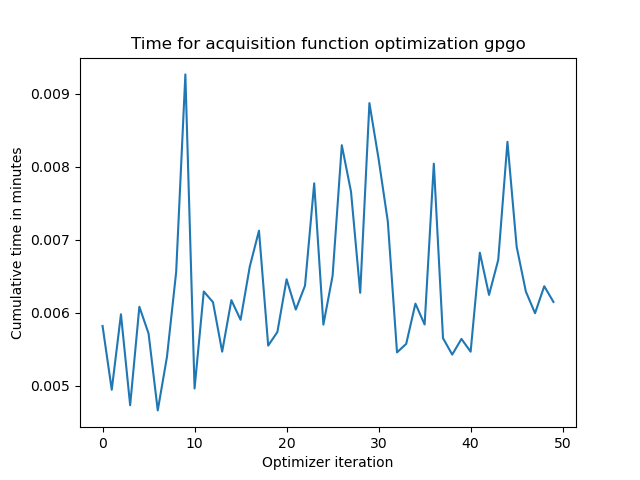 Time for acquisition function optimization gpgo
Cumulative time in minutes
0.009
0.008
0.007
0.006
0.005
0 10 20 30 40 50
Optimizer iteration